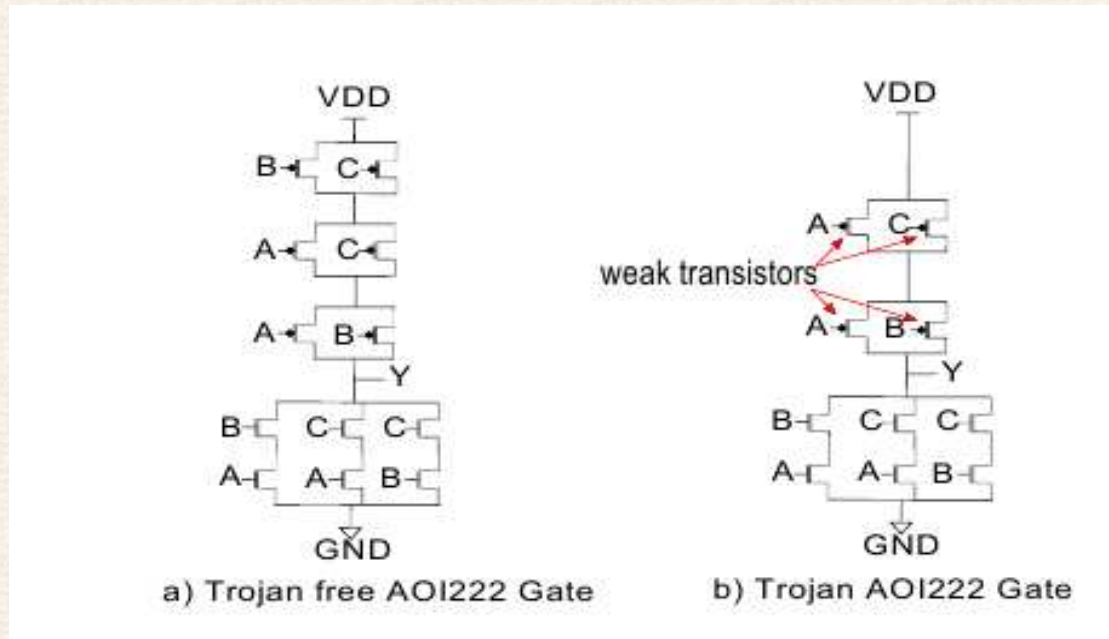 VDD
B C
A C
A B
Y
B C C
A A B
GND
a) Trojan free AOI222 Gate
VDD
A C
weak transistors
A B
Y
B C C
A A B
GND
b) Trojan AOI222 Gate